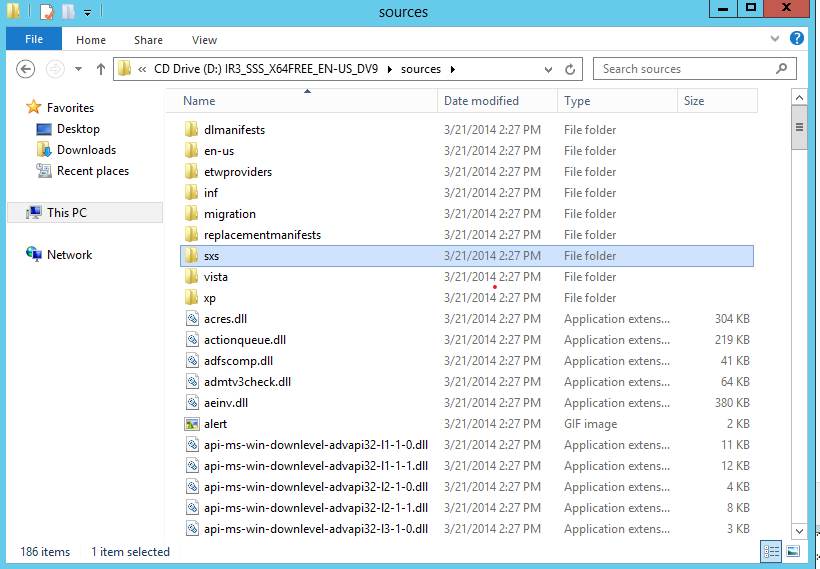 sources
File Home Share View
« CD Drive (D:) IR3_SSS_X64FREE_EN-US_DV9 sources Search sources
Favorites
Desktop
Downloads
Recent places
This PC
Network
Name Date modified Type Size
dlmanifests 3/21/2014 2:27 PM File folder
en-us 3/21/2014 2:27 PM File folder
etwproviders 3/21/2014 2:27 PM File folder
inf 3/21/2014 2:27 PM File folder
migration 3/21/2014 2:27 PM File folder
replacementmanifests 3/21/2014 2:27 PM File folder
sxs 3/21/2014 2:27 PM File folder
vista 3/21/2014 2:27 PM File folder
xp 3/21/2014 2:27 PM File folder
acres.dll 3/21/2014 2:27 PM Application extens... 304 KB
actionqueue.dll 3/21/2014 2:27 PM Application extens... 219 KB
adfscomp.dll 3/21/2014 2:27 PM Application extens... 41 KB
admtv3check.dll 3/21/2014 2:27 PM Application extens... 64 KB
aeinv.dll 3/21/2014 2:27 PM Application extens... 380 KB
alert 3/21/2014 2:27 PM GIF image 2 KB
api-ms-win-downlevel-advapi32-l1-1-0.dll 3/21/2014 2:27 PM Application extens... 11 KB
api-ms-win-downlevel-advapi32-l1-1-1.dll 3/21/2014 2:27 PM Application extens... 12 KB
api-ms-win-downlevel-advapi32-l2-1-0.dll 3/21/2014 2:27 PM Application extens... 4 KB
api-ms-win-downlevel-advapi32-l2-1-1.dll 3/21/2014 2:27 PM Application extens... 8 KB
api-ms-win-downlevel-advapi32-l3-1-0.dll 3/21/2014 2:27 PM Application extens... 3 KB
186 items 1 item selected